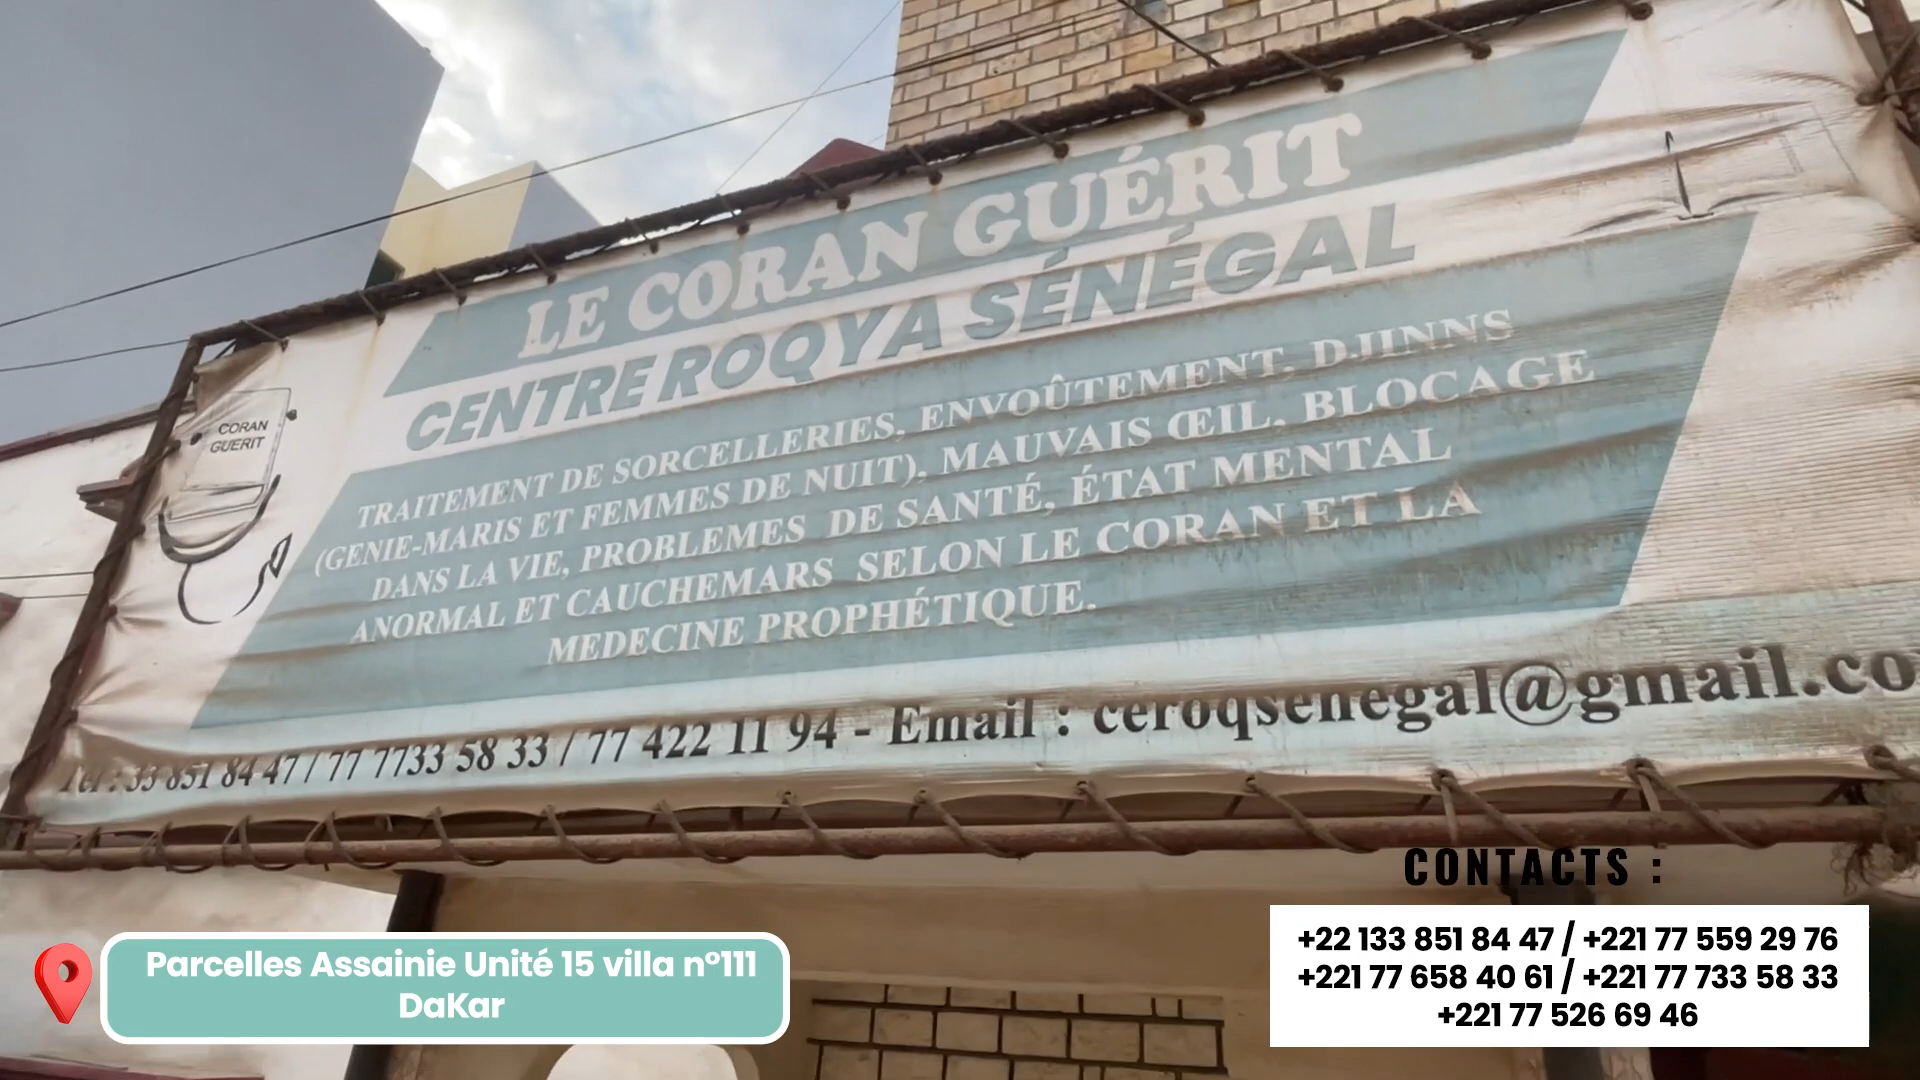 LE CORAN GUÉRIT
CENTRE ROQYA SÉNÉGAL
CORAN
GUERIT
TRAITEMENT DE SORCELLERIES, ENVOÛTEMENT, DJINNS
(GENIE-MARIS ET FEMMES DE NUIT), MAUVAIS ŒIL, BLOCAGE
DANS LA VIE, PROBLEMES DE SANTÉ, ÉTAT MENTAL
ANORMAL ET CAUCHEMARS SELON LE CORAN ET LA
MEDECINE PROPHÉTIQUE.
Tel : 33 851 84 47 / 77 7733 58 33 / 77 422 11 94 - Email : ceroqsenegal@gmail.co
CONTACTS :
+22 133 851 84 47 / +221 77 559 29 76
+221 77 658 40 61 / +221 77 733 58 33
+221 77 526 69 46
Parcelles Assainie Unité 15 villa n°111
DaKar